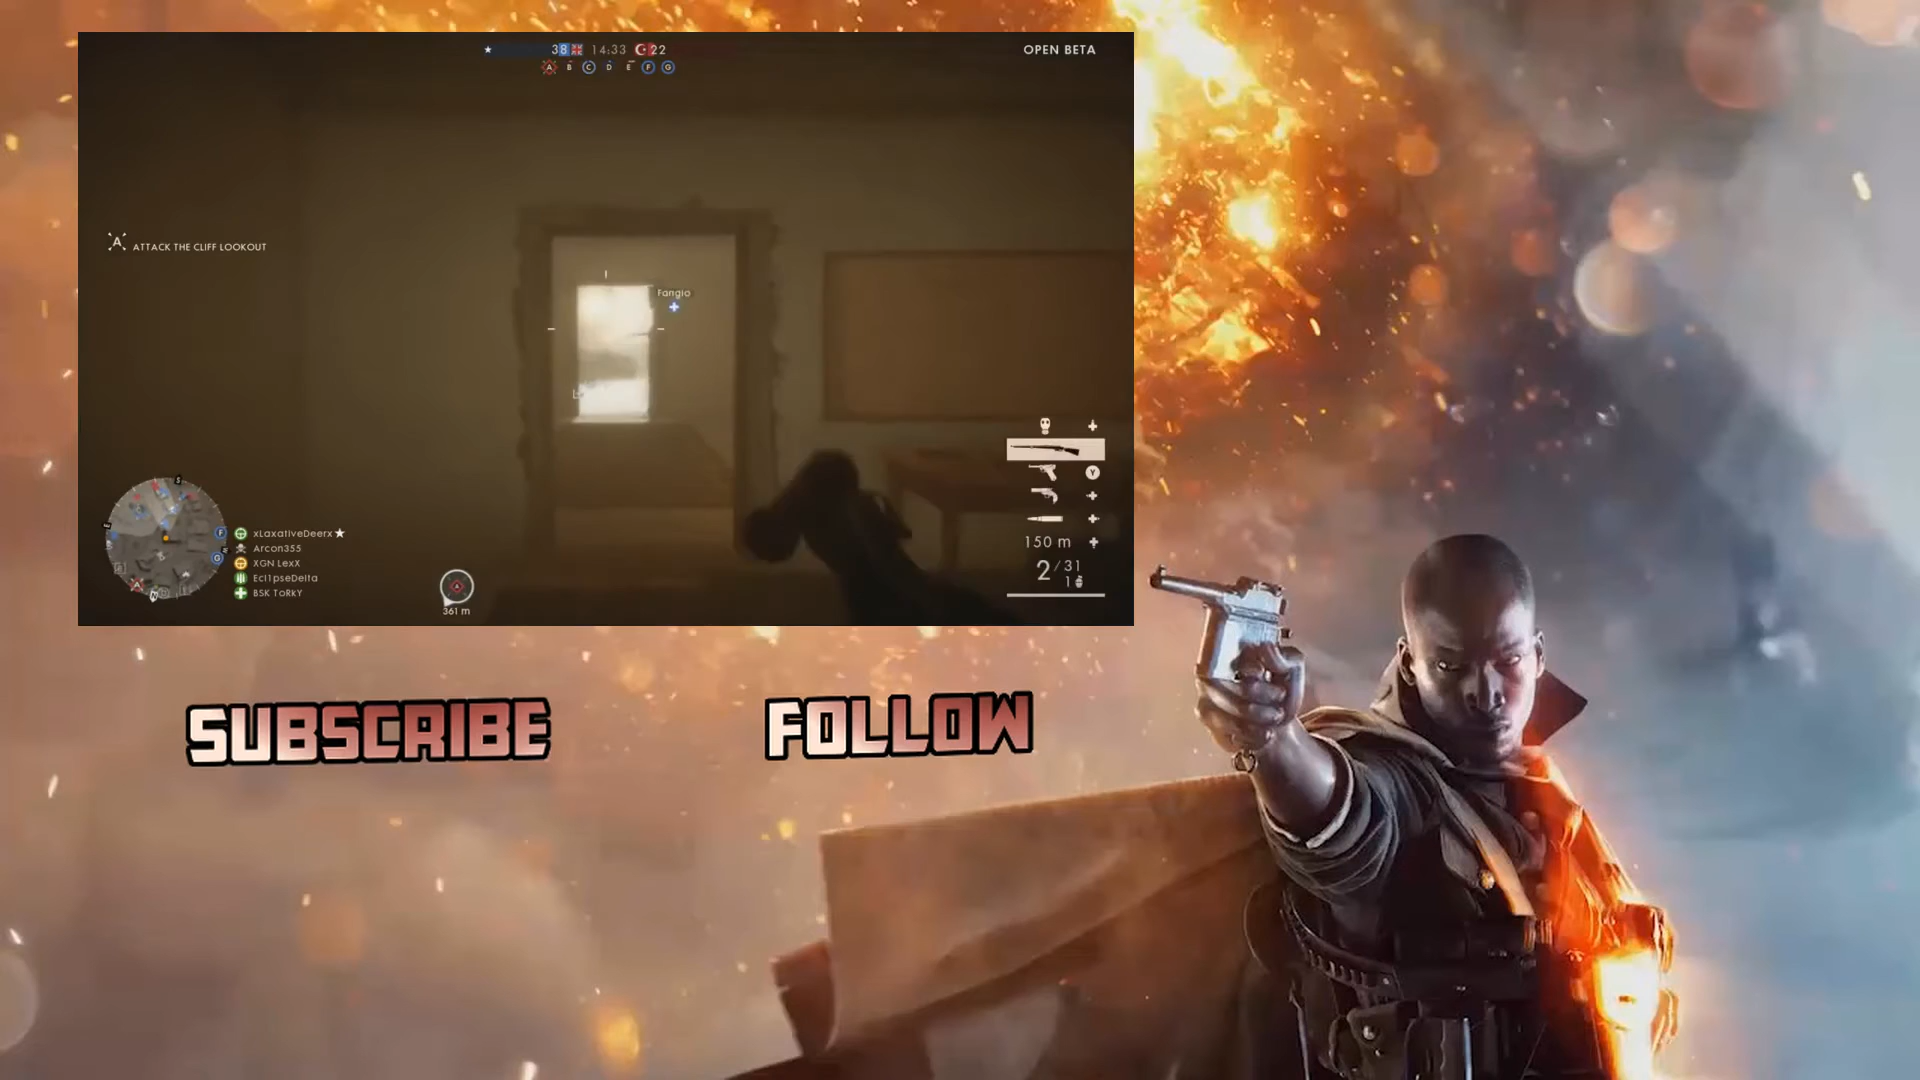 38 14:33 22
A B C D E F G
OPEN BETA
A ATTACK THE CLIFF LOOKOUT
Fangio
Y
150 m
2/31
1
F
G
S
A
N
xLaxativeDeerx
Arcon355
XGN LexX
Ecl1pseDelta
BSK ToRkY
A
361 m
SUBSCRIBE
FOLLOW